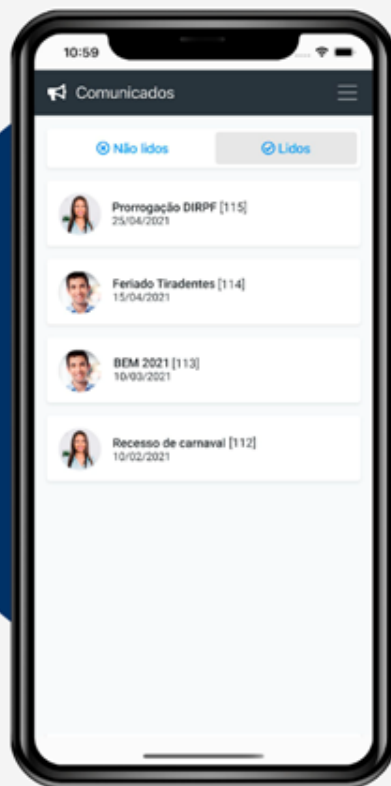 10:59
Comunicados
Não lidos
Lidos
Prorrogação DIRPF [115]
25/04/2021
Feriado Tiradentes [114]
15/04/2021
BEM 2021 [113]
10/03/2021
Recesso de carnaval [112]
10/02/2021